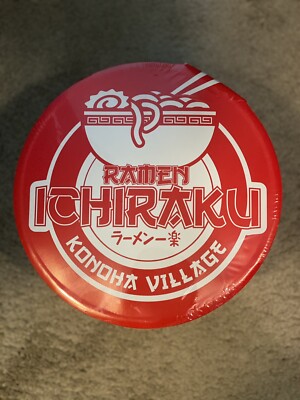 RAMEN
ICHIRAKU
ラーメン一楽
KONOHA VILLAGE